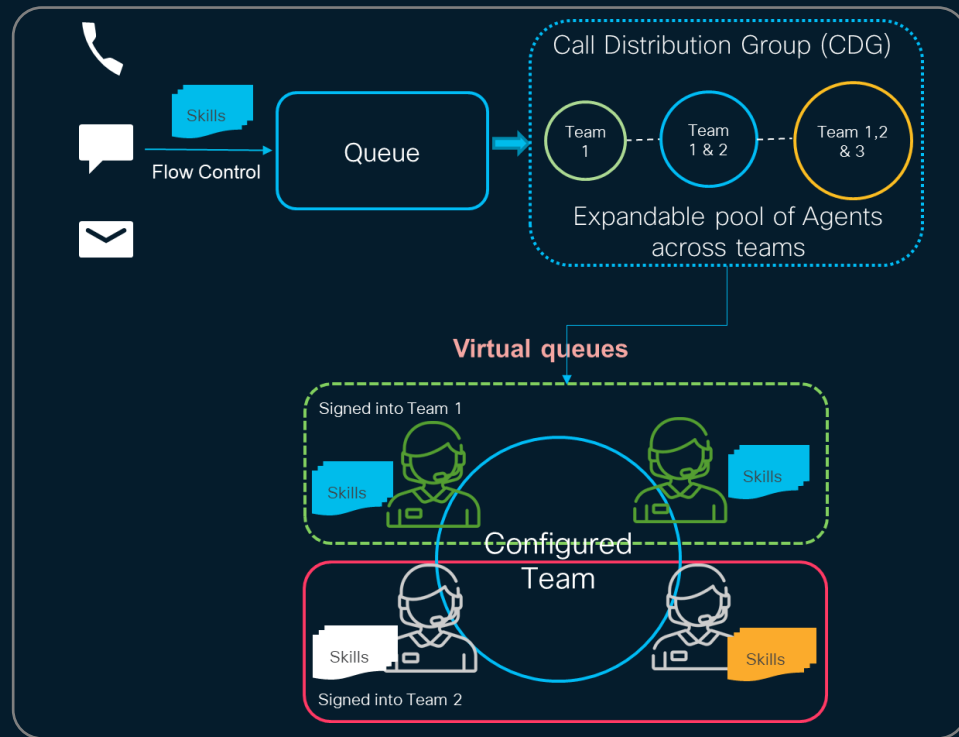 Call Distribution Group (CDG)
Skills
Flow Control
Queue
Team
1
Team
1 & 2
Team 1,2
& 3
Expandable pool of Agents
across teams
Virtual queues
Signed into Team 1
Skills
Skills
Configured
Team
Skills
Skills
Signed into Team 2